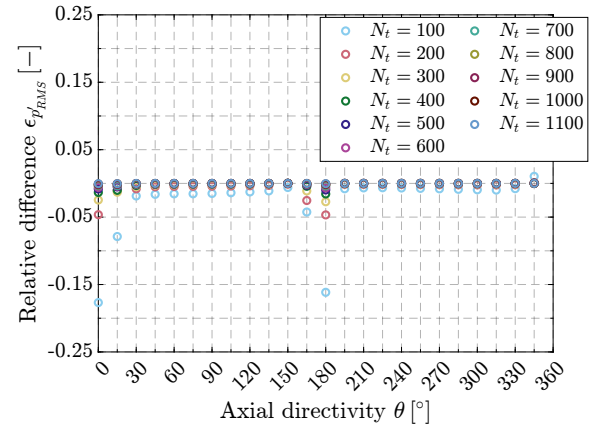 0.25
0.15
0.05
-0.05
-0.15
-0.25
Relative difference ϵ_{p′_{RMS}} [−]
N_t = 100
N_t = 200
N_t = 300
N_t = 400
N_t = 500
N_t = 600
N_t = 700
N_t = 800
N_t = 900
N_t = 1000
N_t = 1100
0 30 60 90 120 150 180 210 240 270 300 330 360
Axial directivity θ [°]